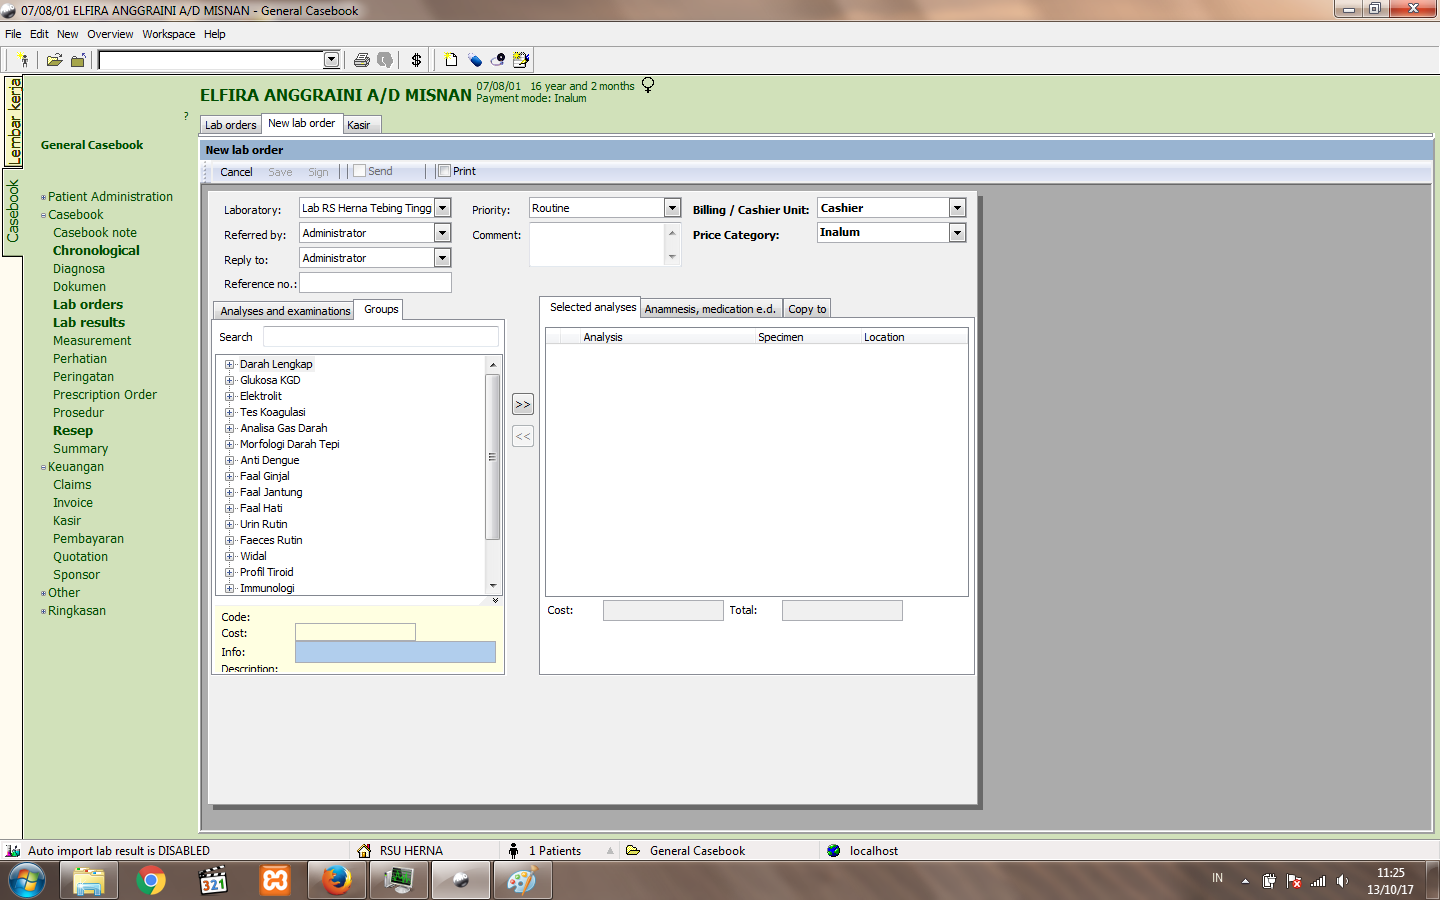 07/08/01 ELFIRA ANGGRAINI A/D MISNAN - General Casebook
File Edit New Overview Workspace Help
$
Lembar kerja
Casebook
?
General Casebook
Patient Administration
Casebook
Casebook note
Chronological
Diagnosa
Dokumen
Lab orders
Lab results
Measurement
Perhatian
Peringatan
Prescription Order
Prosedur
Resep
Summary
Keuangan
Claims
Invoice
Kasir
Pembayaran
Quotation
Sponsor
Other
Ringkasan
ELFIRA ANGGRAINI A/D MISNAN
07/08/01 16 year and 2 months
Payment mode: Inalum
Lab orders New lab order Kasir
New lab order
Cancel Save Sign Send Print
Laboratory: Lab RS Herna Tebing Tingg
Referred by: Administrator
Reply to: Administrator
Reference no.:
Priority: Routine
Comment:
Billing / Cashier Unit: Cashier
Price Category: Inalum
Analyses and examinations Groups
Search
Darah Lengkap
Glukosa KGD
Elektrolit
Tes Koagulasi
Analisa Gas Darah
Morfologi Darah Tepi
Anti Dengue
Faal Ginjal
Faal Jantung
Faal Hati
Urin Rutin
Faeces Rutin
Widal
Profil Tiroid
Immunologi
Code:
Cost:
Info:
Description:
>>
<<
Selected analyses Anamnesis, medication e.d. Copy to
Analysis Specimen Location
Cost: Total:
Auto import lab result is DISABLED RSU HERNA 1 Patients General Casebook localhost
321
IN
11:25
13/10/17